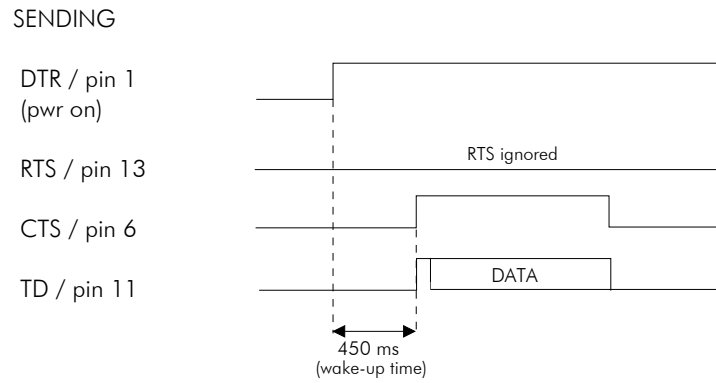 SENDING
DTR / pin 1
(pwr on)
RTS / pin 13
RTS ignored
CTS / pin 6
TD / pin 11
DATA
450 ms
(wake-up time)